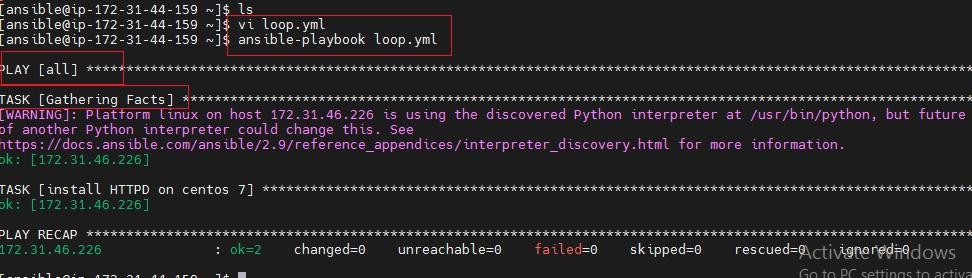 [ansible@ip-172-31-44-159 ~]$ ls
[ansible@ip-172-31-44-159 ~]$ vi loop.yml
[ansible@ip-172-31-44-159 ~]$ ansible-playbook loop.yml
PLAY [all] ****************************************************************************************************************
TASK [Gathering Facts] ****************************************************************************************************
[WARNING]: Platform linux on host 172.31.46.226 is using the discovered Python interpreter at /usr/bin/python, but future
of another Python interpreter could change this. See
https://docs.ansible.com/ansible/2.9/reference_appendices/interpreter_discovery.html for more information.
ok: [172.31.46.226]
TASK [install HTTPD on centos 7] ******************************************************************************************
ok: [172.31.46.226]
PLAY RECAP ****************************************************************************************************************
172.31.46.226 : ok=2 changed=0 unreachable=0 failed=0 skipped=0 rescued=0 ignored=0
Activate Windows
[ansible@ip-172-31-44-159 ~]$
Go to PC settings to activa